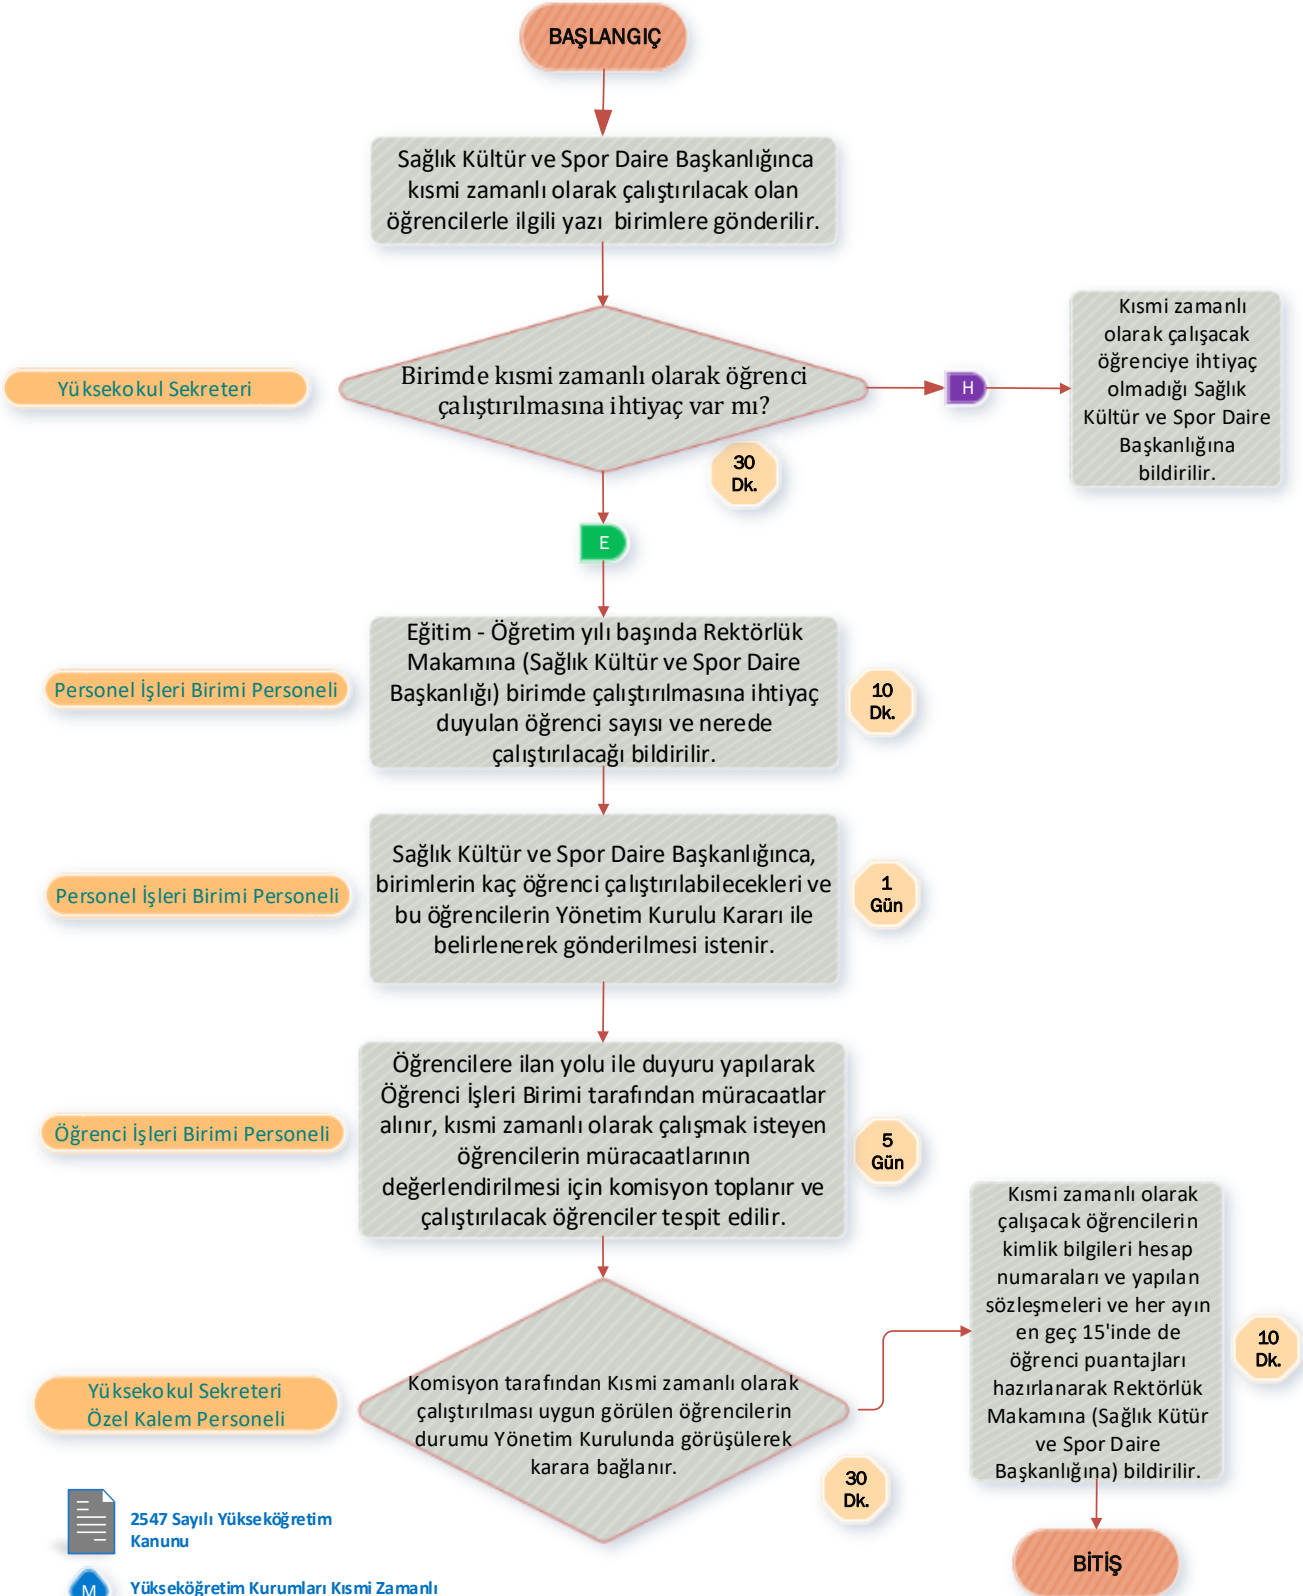 BAŞLANGIÇ
Sağlık Kültür ve Spor Daire Başkanlığınca
kısmi zamanlı olarak çalıştırılacak olan
öğrencilerle ilgili yazı birimlere gönderilir.
Yüksekokul Sekreteri
Birimde kısmi zamanlı olarak öğrenci
çalıştırılmasına ihtiyaç var mı?
30
Dk.
H
Kısmi zamanlı
olarak çalışacak
öğrenciye ihtiyaç
olmadığı Sağlık
Kültür ve Spor Daire
Başkanlığına
bildirilir.
E
Personel İşleri Birimi Personeli
Eğitim - Öğretim yılı başında Rektörlük
Makamına (Sağlık Kültür ve Spor Daire
Başkanlığı) birimde çalıştırılmasına ihtiyaç
duyulan öğrenci sayısı ve nerede
çalıştırılacağı bildirilir.
10
Dk.
Personel İşleri Birimi Personeli
Sağlık Kültür ve Spor Daire Başkanlığınca,
birimlerin kaç öğrenci çalıştırılabilecekleri ve
bu öğrencilerin Yönetim Kurulu Kararı ile
belirlenerek gönderilmesi istenir.
1
Gün
Öğrenci İşleri Birimi Personeli
Öğrencilere ilan yolu ile duyuru yapılarak
Öğrenci İşleri Birimi tarafından müracaatlar
alınır, kısmi zamanlı olarak çalışmak isteyen
öğrencilerin müracaatlarının
değerlendirilmesi için komisyon toplanır ve
çalıştırılacak öğrenciler tespit edilir.
5
Gün
Yüksekokul Sekreteri
Özel Kalem Personeli
Komisyon tarafından Kısmi zamanlı olarak
çalıştırılması uygun görülen öğrencilerin
durumu Yönetim Kurulunda görüşülerek
karara bağlanır.
30
Dk.
Kısmi zamanlı olarak
çalışacak öğrencilerin
kimlik bilgileri hesap
numaraları ve yapılan
sözleşmeleri ve her ayın
en geç 15'inde de
öğrenci puantajları
hazırlanarak Rektörlük
Makamına (Sağlık Kütür
ve Spor Daire
Başkanlığına) bildirilir.
10
Dk.
BİTİŞ
2547 Sayılı Yükseköğretim
Kanunu
M
Yükseköğretim Kurumları Kısmi Zamanlı